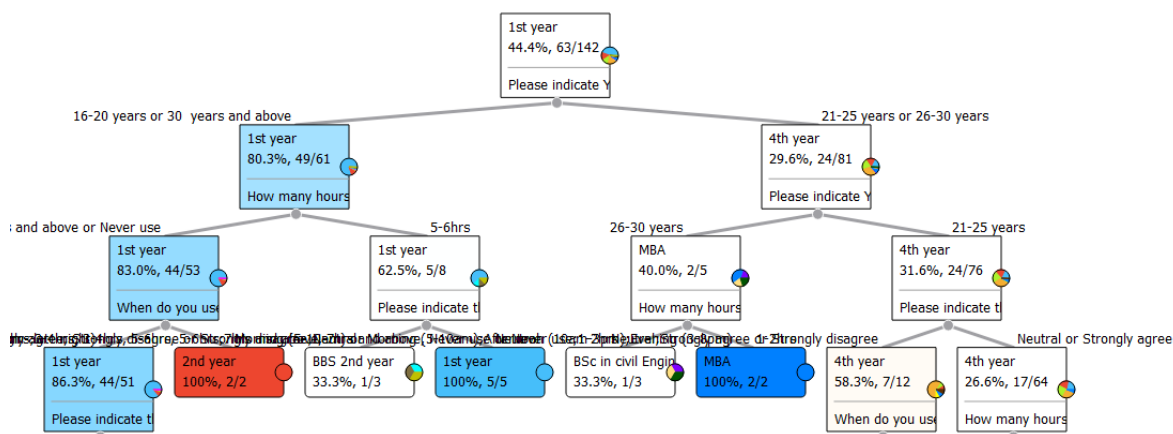 1st year
44.4%, 63/142
Please indicate Y
16-20 years or 30  years and above
21-25 years or 26-30 years
1st year
80.3%, 49/61
How many hours
4th year
29.6%, 24/81
Please indicate Y
and above or Never use
5-6hrs
26-30 years
21-25 years
1st year
83.0%, 44/53
When do you use
1st year
62.5%, 5/8
Please indicate th
MBA
40.0%, 2/5
How many hours
4th year
31.6%, 24/76
Please indicate th
or Strongly disagree
Neutral or Strongly agree
1st year
86.3%, 44/51
Please indicate th
2nd year
100%, 2/2
BBS 2nd year
33.3%, 1/3
1st year
100%, 5/5
BSc in civil Engin
33.3%, 1/3
MBA
100%, 2/2
4th year
58.3%, 7/12
When do you use
4th year
26.6%, 17/64
How many hours